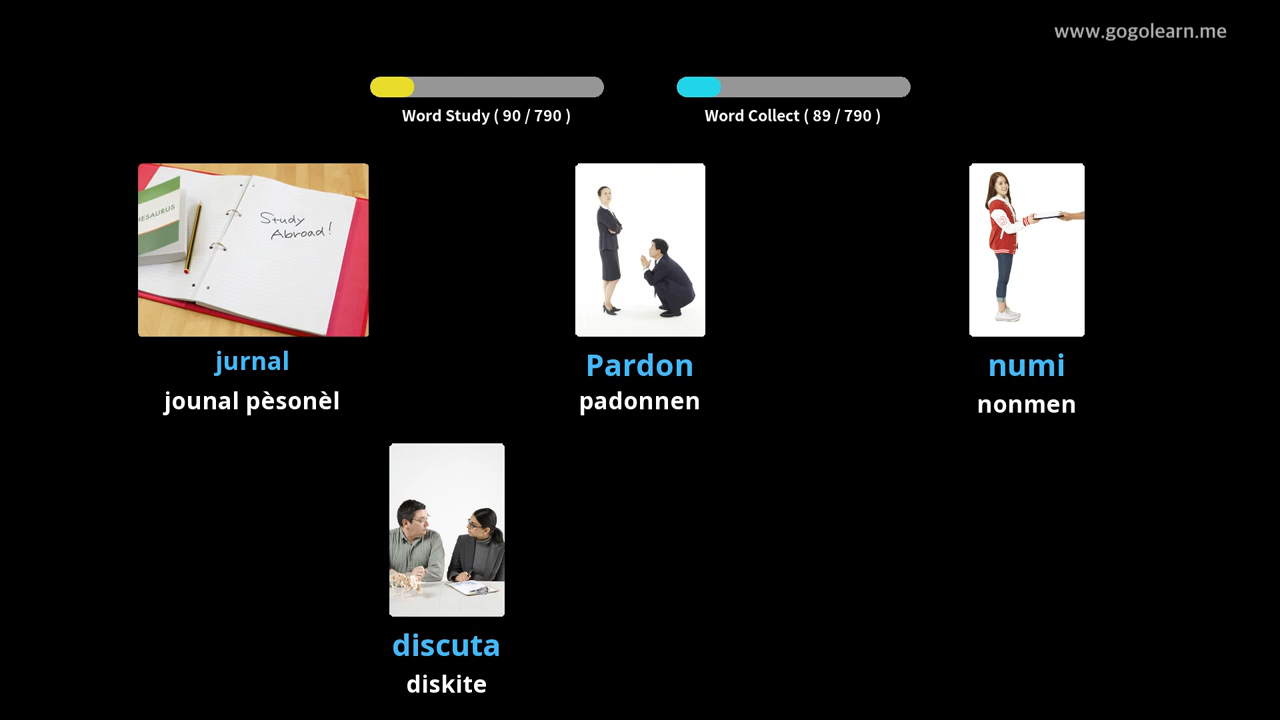 www.gogolearn.me
Word Study ( 90 / 790 )
Word Collect ( 89 / 790 )
HESAURUS
Study
Abroad!
jurnal
Pardon
numi
jounal pèsonèl
padonnen
nonmen
discuta
diskite